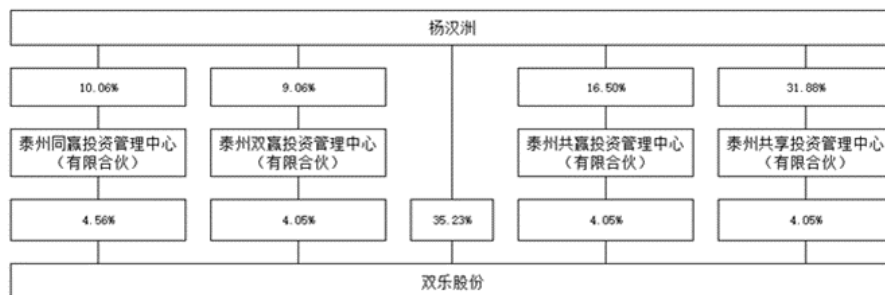 杨汉洲
10.06%
9.06%
16.50%
31.88%
泰州同赢投资管理中心
（有限合伙）
泰州双赢投资管理中心
（有限合伙）
泰州共赢投资管理中心
（有限合伙）
泰州共享投资管理中心
（有限合伙）
4.56%
4.05%
35.23%
4.05%
4.05%
双乐股份